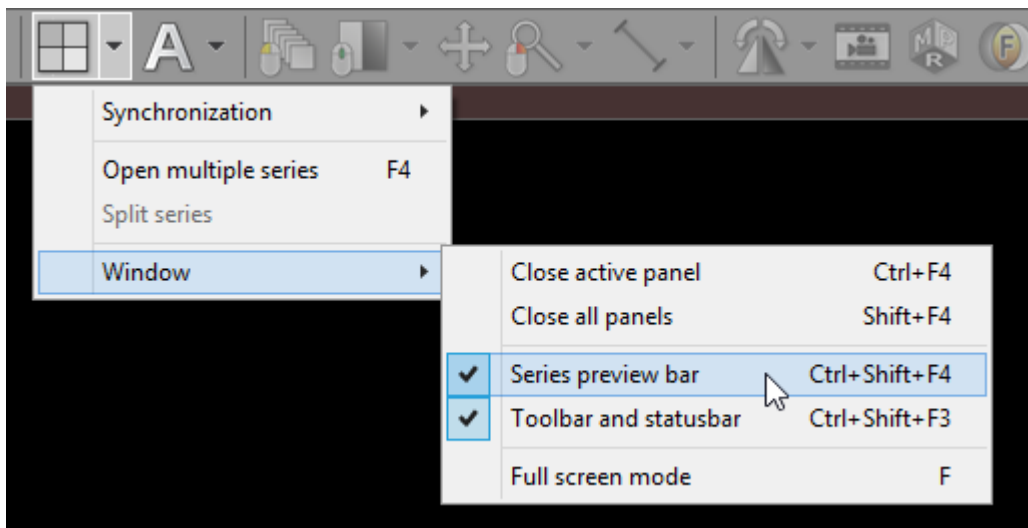 A
M P R
F
Synchronization
Open multiple series F4
Split series
Window
Close active panel Ctrl+F4
Close all panels Shift+F4
Series preview bar Ctrl+Shift+F4
Toolbar and statusbar Ctrl+Shift+F3
Full screen mode F